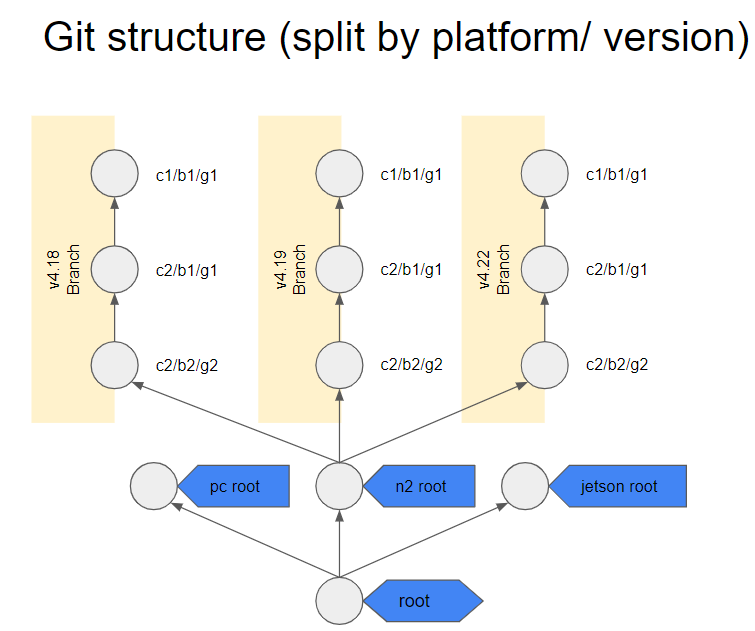 Git structure (split by platform/ version)
c1/b1/g1
c1/b1/g1
c1/b1/g1
v4.18
Branch
v4.19
Branch
v4.22
Branch
c2/b1/g1
c2/b1/g1
c2/b1/g1
c2/b2/g2
c2/b2/g2
c2/b2/g2
pc root
n2 root
jetson root
root